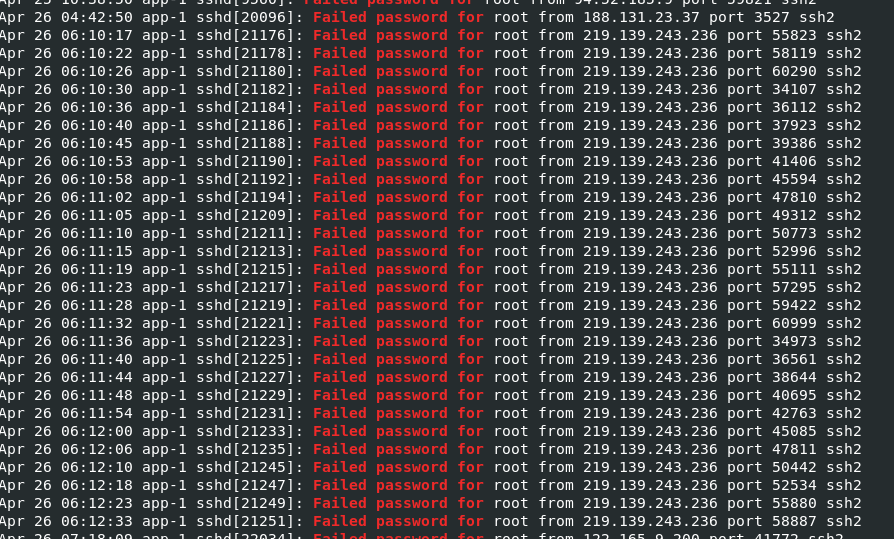 Failed password for root from port ssh2
Apr 26 04:42:50 app-1 sshd[20096]: Failed password for root from 188.131.23.37 port 3527 ssh2
Apr 26 06:10:17 app-1 sshd[21176]: Failed password for root from 219.139.243.236 port 55823 ssh2
Apr 26 06:10:22 app-1 sshd[21178]: Failed password for root from 219.139.243.236 port 58119 ssh2
Apr 26 06:10:26 app-1 sshd[21180]: Failed password for root from 219.139.243.236 port 60290 ssh2
Apr 26 06:10:30 app-1 sshd[21182]: Failed password for root from 219.139.243.236 port 34107 ssh2
Apr 26 06:10:36 app-1 sshd[21184]: Failed password for root from 219.139.243.236 port 36112 ssh2
Apr 26 06:10:40 app-1 sshd[21186]: Failed password for root from 219.139.243.236 port 37923 ssh2
Apr 26 06:10:45 app-1 sshd[21188]: Failed password for root from 219.139.243.236 port 39386 ssh2
Apr 26 06:10:53 app-1 sshd[21190]: Failed password for root from 219.139.243.236 port 41406 ssh2
Apr 26 06:10:58 app-1 sshd[21192]: Failed password for root from 219.139.243.236 port 45594 ssh2
Apr 26 06:11:02 app-1 sshd[21194]: Failed password for root from 219.139.243.236 port 47810 ssh2
Apr 26 06:11:05 app-1 sshd[21209]: Failed password for root from 219.139.243.236 port 49312 ssh2
Apr 26 06:11:10 app-1 sshd[21211]: Failed password for root from 219.139.243.236 port 50773 ssh2
Apr 26 06:11:15 app-1 sshd[21213]: Failed password for root from 219.139.243.236 port 52996 ssh2
Apr 26 06:11:19 app-1 sshd[21215]: Failed password for root from 219.139.243.236 port 55111 ssh2
Apr 26 06:11:23 app-1 sshd[21217]: Failed password for root from 219.139.243.236 port 57295 ssh2
Apr 26 06:11:28 app-1 sshd[21219]: Failed password for root from 219.139.243.236 port 59422 ssh2
Apr 26 06:11:32 app-1 sshd[21221]: Failed password for root from 219.139.243.236 port 60999 ssh2
Apr 26 06:11:36 app-1 sshd[21223]: Failed password for root from 219.139.243.236 port 34973 ssh2
Apr 26 06:11:40 app-1 sshd[21225]: Failed password for root from 219.139.243.236 port 36561 ssh2
Apr 26 06:11:44 app-1 sshd[21227]: Failed password for root from 219.139.243.236 port 38644 ssh2
Apr 26 06:11:48 app-1 sshd[21229]: Failed password for root from 219.139.243.236 port 40695 ssh2
Apr 26 06:11:54 app-1 sshd[21231]: Failed password for root from 219.139.243.236 port 42763 ssh2
Apr 26 06:12:00 app-1 sshd[21233]: Failed password for root from 219.139.243.236 port 45085 ssh2
Apr 26 06:12:06 app-1 sshd[21235]: Failed password for root from 219.139.243.236 port 47811 ssh2
Apr 26 06:12:10 app-1 sshd[21245]: Failed password for root from 219.139.243.236 port 50442 ssh2
Apr 26 06:12:18 app-1 sshd[21247]: Failed password for root from 219.139.243.236 port 52534 ssh2
Apr 26 06:12:23 app-1 sshd[21249]: Failed password for root from 219.139.243.236 port 55880 ssh2
Apr 26 06:12:33 app-1 sshd[21251]: Failed password for root from 219.139.243.236 port 58887 ssh2
Apr 26 07:18:09 app-1 sshd[22034]: Failed password for root from 122.165.9.200 port 41772 ssh2